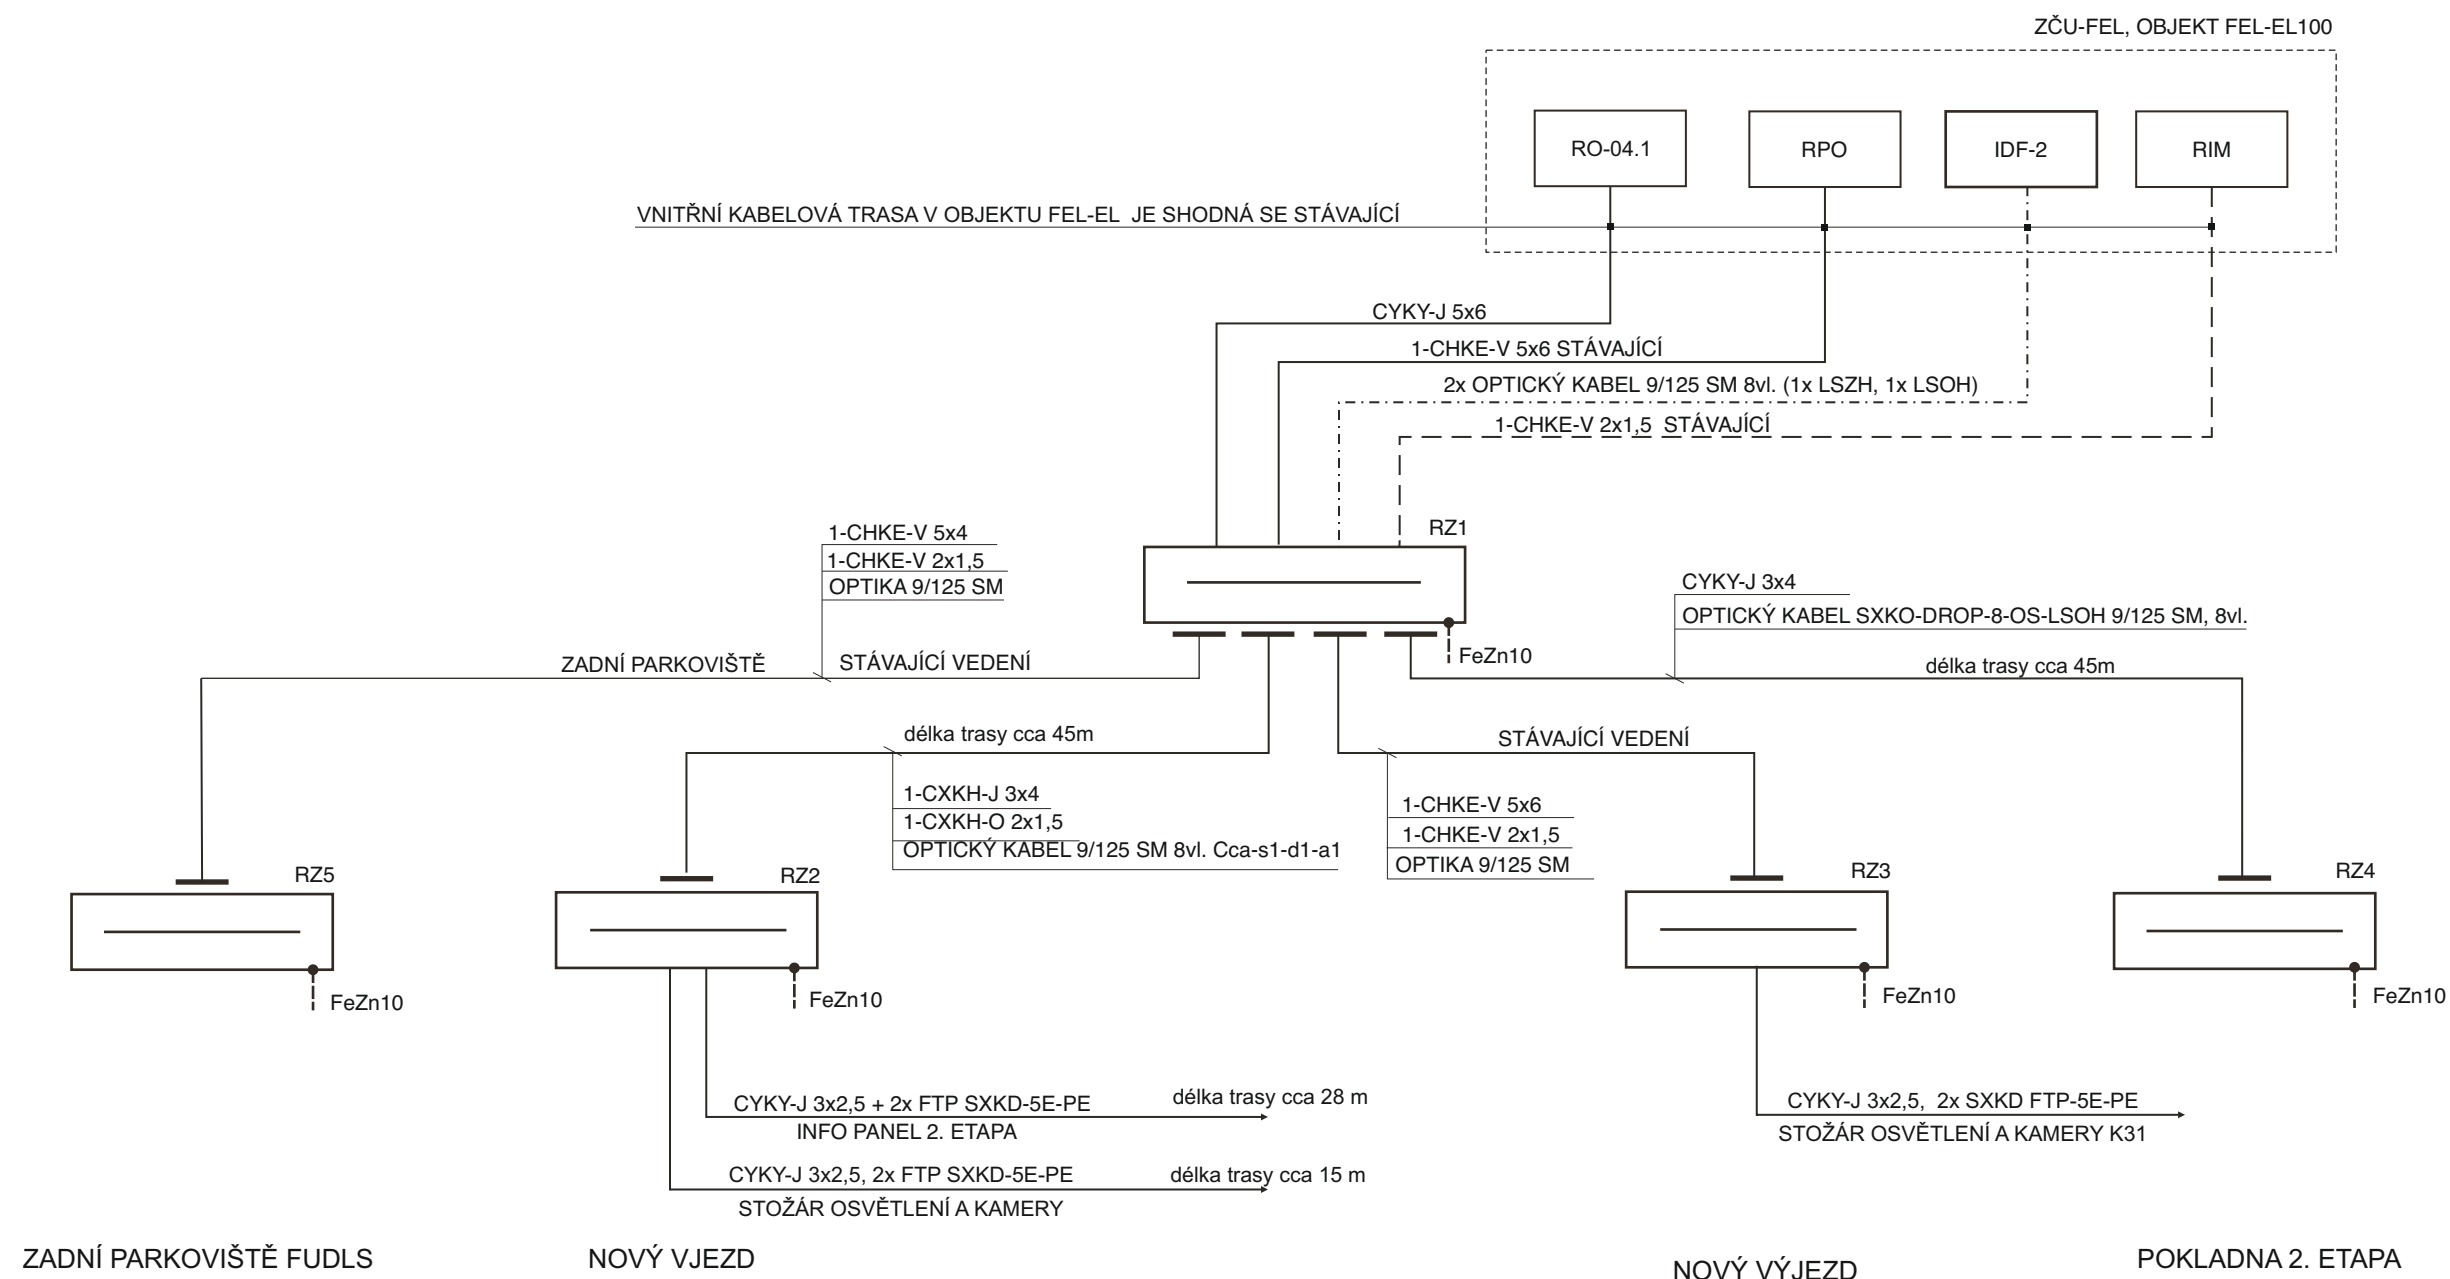 ZČU-FEL, OBJEKT FEL-EL100
RO-04.1
RPO
IDF-2
RIM
VNITŘNÍ KABELOVÁ TRASA V OBJEKTU FEL-EL JE SHODNÁ SE STÁVAJÍCÍ
CYKY-J 5x6
1-CHKE-V 5x6 STÁVAJÍCÍ
2x OPTICKÝ KABEL 9/125 SM 8vl. (1x LSZH, 1x LSOH)
1-CHKE-V 2x1,5 STÁVAJÍCÍ
RZ1
1-CHKE-V 5x4
1-CHKE-V 2x1,5
OPTIKA 9/125 SM
CYKY-J 3x4
OPTICKÝ KABEL SXKO-DROP-8-OS-LSOH 9/125 SM, 8vl.
FeZn10
ZADNÍ PARKOVIŠTĚ
STÁVAJÍCÍ VEDENÍ
délka trasy cca 45m
délka trasy cca 45m
STÁVAJÍCÍ VEDENÍ
1-CXKH-J 3x4
1-CXKH-O 2x1,5
OPTICKÝ KABEL 9/125 SM 8vl. Cca-s1-d1-a1
1-CHKE-V 5x6
1-CHKE-V 2x1,5
OPTIKA 9/125 SM
RZ5
RZ2
RZ3
RZ4
FeZn10
FeZn10
FeZn10
FeZn10
CYKY-J 3x2,5 + 2x FTP SXKD-5E-PE
délka trasy cca 28 m
INFO PANEL 2. ETAPA
CYKY-J 3x2,5, 2x FTP SXKD-5E-PE
délka trasy cca 15 m
STOŽÁR OSVĚTLENÍ A KAMERY
CYKY-J 3x2,5, 2x SXKD FTP-5E-PE
STOŽÁR OSVĚTLENÍ A KAMERY K31
ZADNÍ PARKOVIŠTĚ FUDLS
NOVÝ VJEZD
NOVÝ VÝJEZD
POKLADNA 2. ETAPA